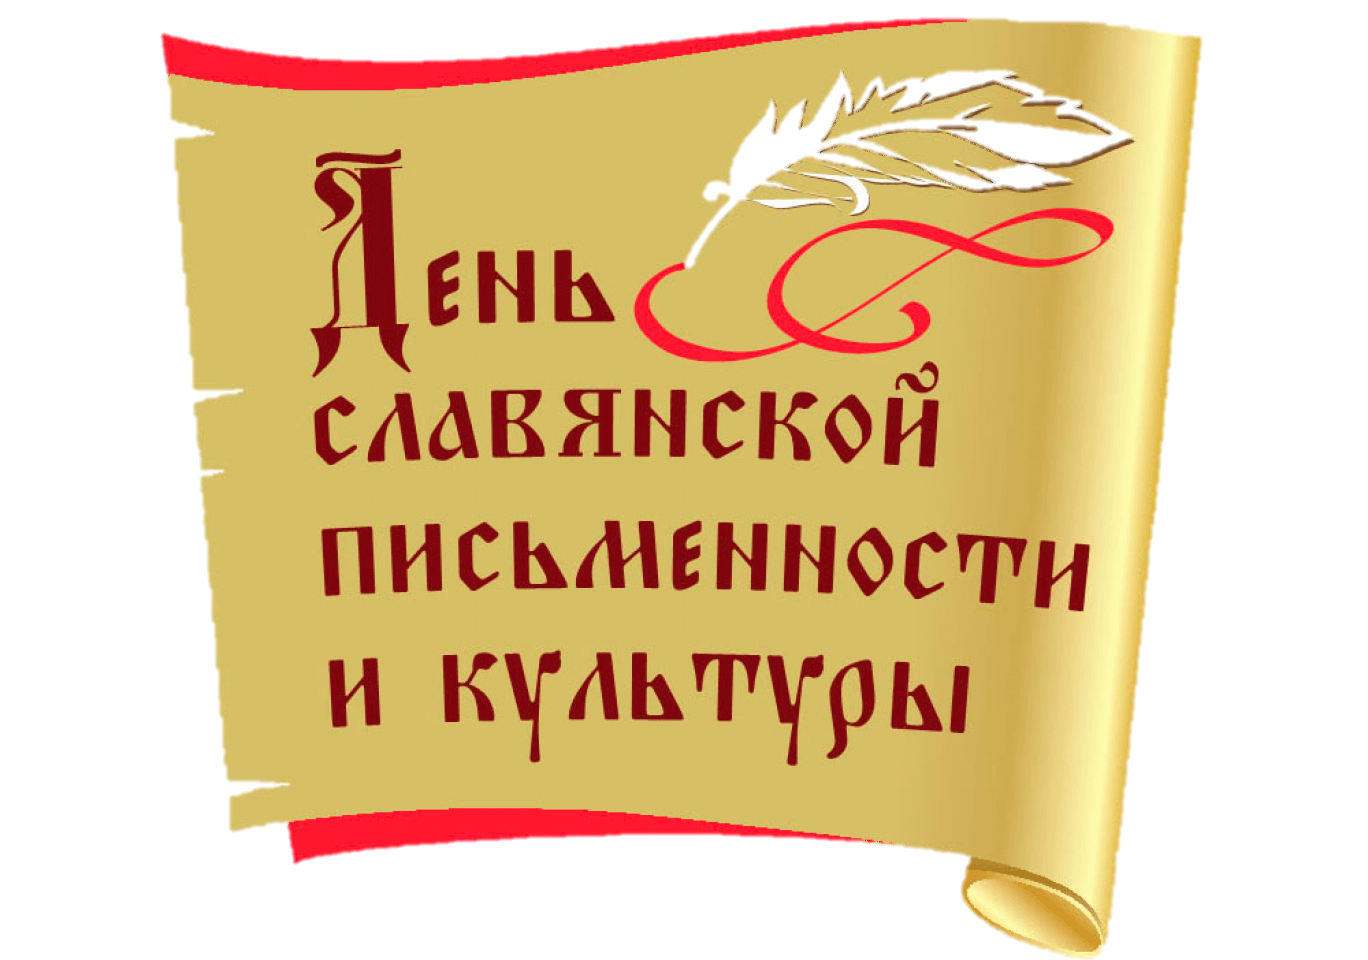 День
славянской
письменности
и культуры